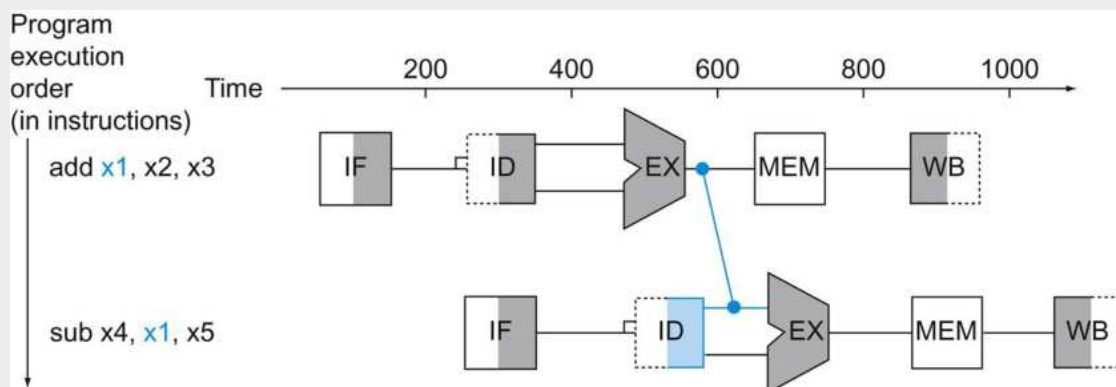 Program
execution
order
(in instructions)
Time
200 400 600 800 1000
add x1, x2, x3
IF ID EX MEM WB
sub x4, x1, x5
IF ID EX MEM WB